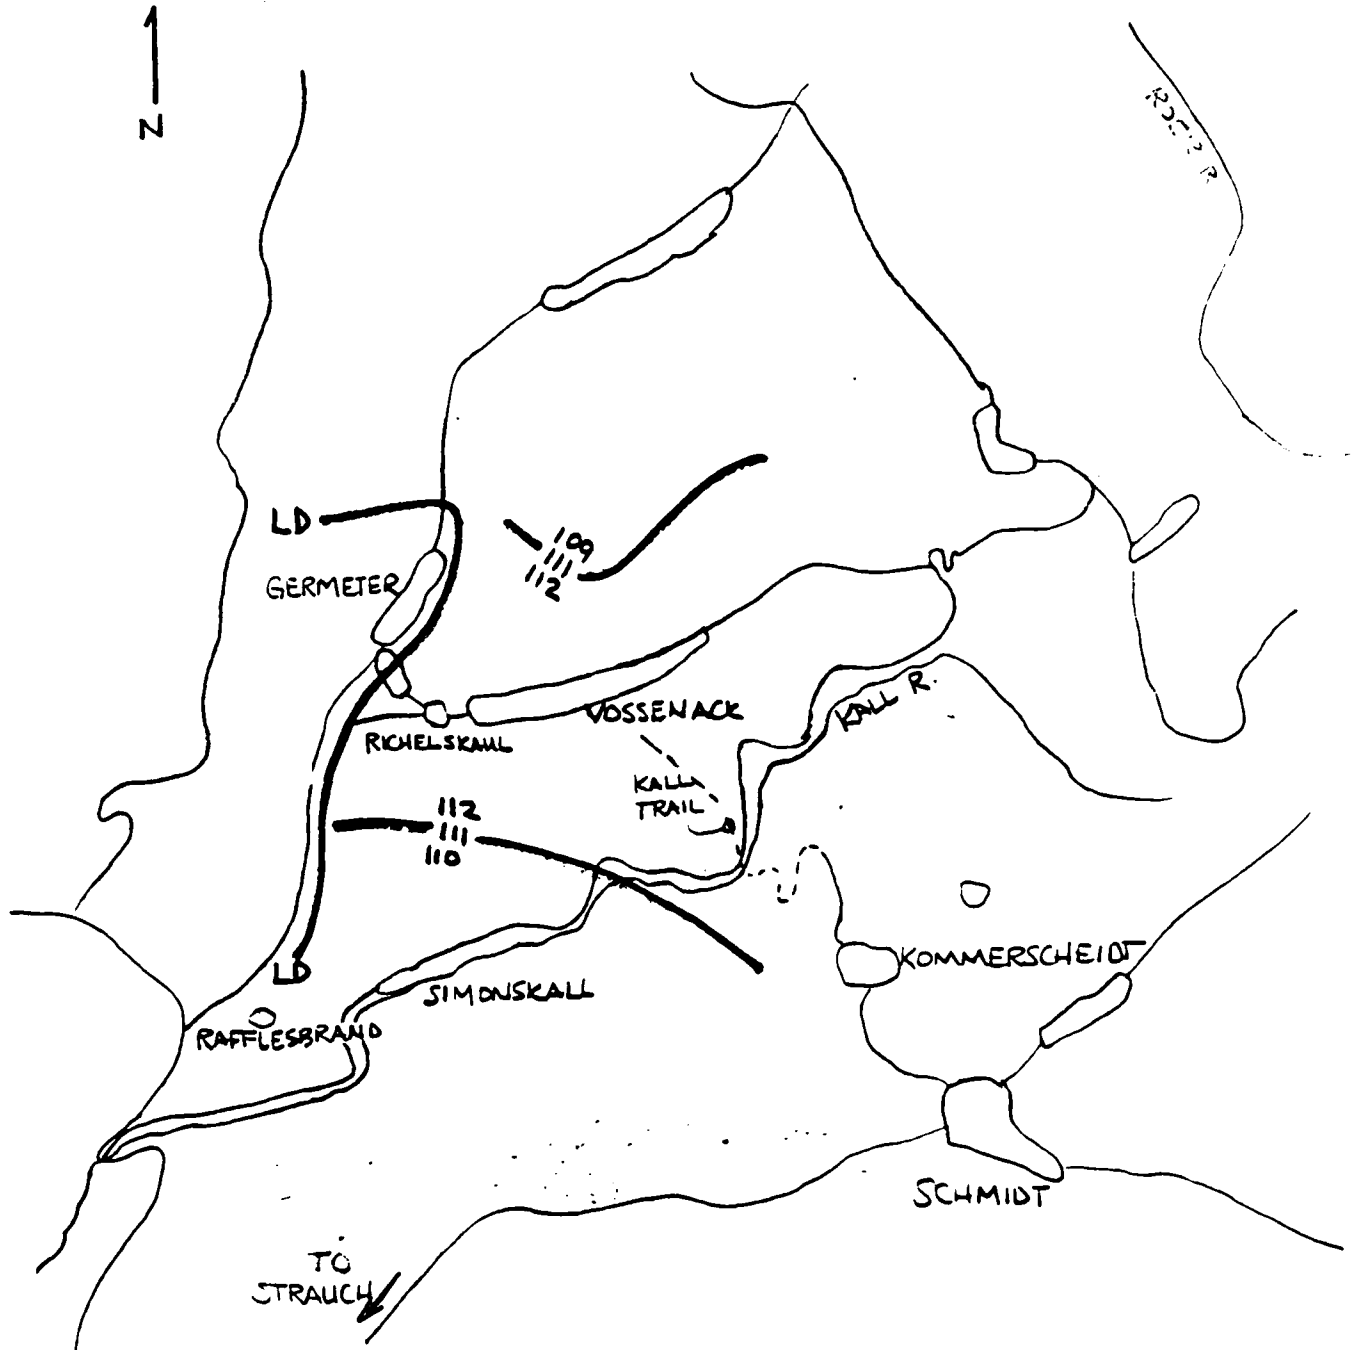 N
ROER R
LD
109
111
112
GERMETER
VOSSENACK
KALL R.
RICHELSKAUL
KALL
TRAIL
112
111
110
KOMMERSCHEIDT
LD
SIMONSKALL
RAFFLESBRAND
SCHMIDT
TO
STRAUCH